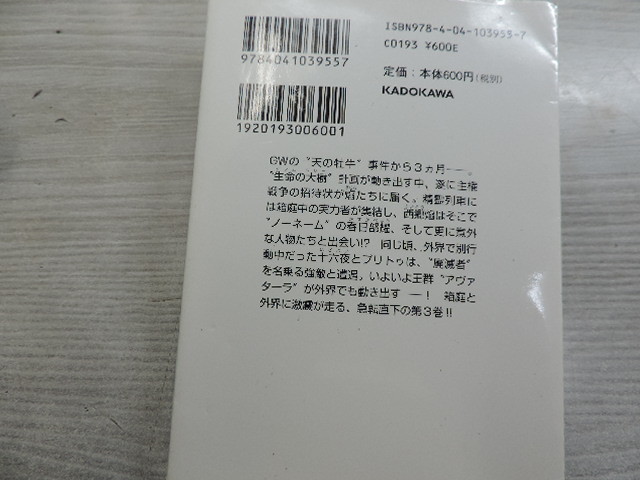 ISBN978-4-04-103955-7
C0193 ¥600E
9784041039557
定価：本体600円(税別)
KADOKAWA
1920193006001
GWの〝天の牡牛〟事件から３ヵ月──。
〝生命の大樹〟計画が動き出す中、遂に主権
戦争の招待状が焔たちに届く。精霊列車に
は箱庭中の実力者が集結し、西郷焔はそこで
〝ノーネーム〟の春日部耀、そして更に意外
な人物たちと出会い!? 同じ頃、外界で別行
動中だった十六夜とプリトゥは、〝廃滅者〟
を名乗る強敵と遭遇。いよいよ王群〝アヴァ
ターラ〟が外界でも動き出す──！ 箱庭と
外界に激震が走る、急転直下の第３巻!!